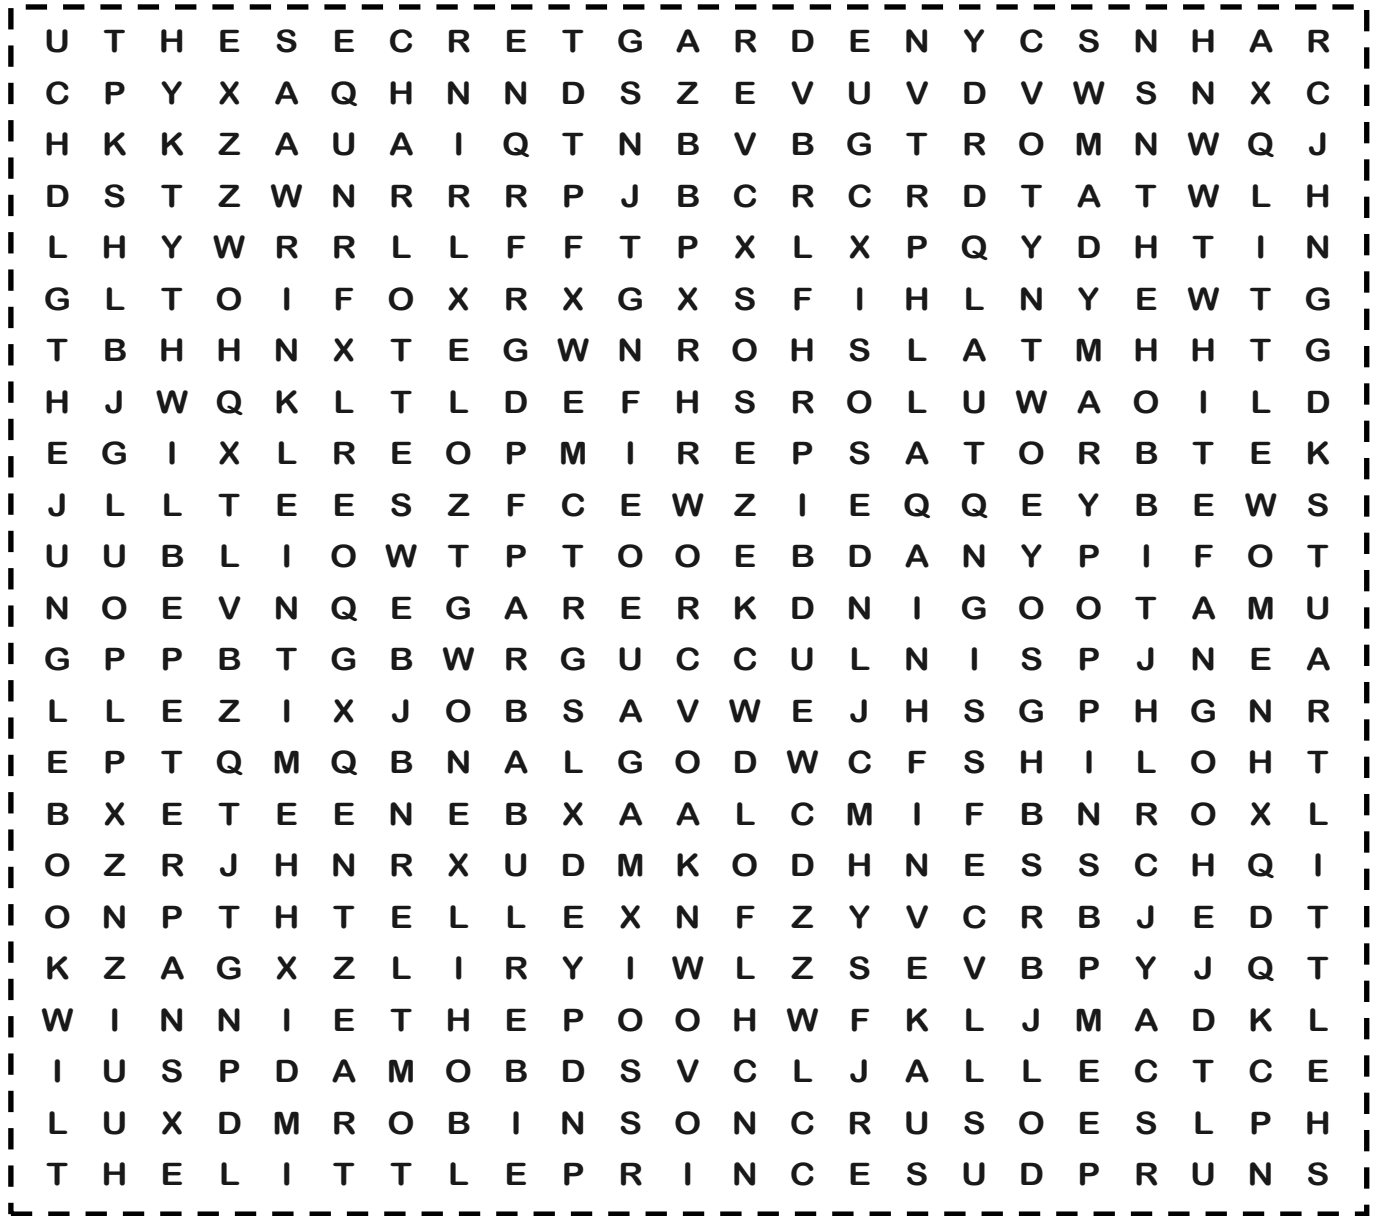 U T H E S E C R E T G A R D E N Y C S N H A R
C P Y X A Q H N N D S Z E V U V D V W S N X C
H K K Z A U A I Q T N B V B G T R O M N W Q J
D S T Z W N R R R P J B C R C R D T A T W L H
L H Y W R R L L F F T P X L X P Q Y D H T I N
G L T O I F O X R X G X S F I H L N Y E W T G
T B H H N X T E G W N R O H S L A T M H H T G
H J W Q K L T L D E F H S R O L U W A O I L D
E G I X L R E O P M I R E P S A T O R B T E K
J L L T E E S Z F C E W Z I E Q Q E Y B E W S
U U B L I O W T P T O O E B D A N Y P I F O T
N O E V N Q E G A R E R K D N I G O O T A M U
G P P B T G B W R G U C C U L N I S P J N E A
L L E Z I X J O B S A V W E J H S G P H G N R
E P T Q M Q B N A L G O D W C F S H I L O H T
B X E T E E N E B X A A L C M I F B N R O X L
O Z R J H N R X U D M K O D H N E S S C H Q I
O N P T H T E L L E X N F Z Y V C R B J E D T
K Z A G X Z L I R Y I W L Z S E V B P Y J Q T
W I N N I E T H E P O O H W F K L J M A D K L
I U S P D A M O B D S V C L J A L L E C T C E
L U X D M R O B I N S O N C R U S O E S L P H
T H E L I T T L E P R I N C E S U D P R U N S